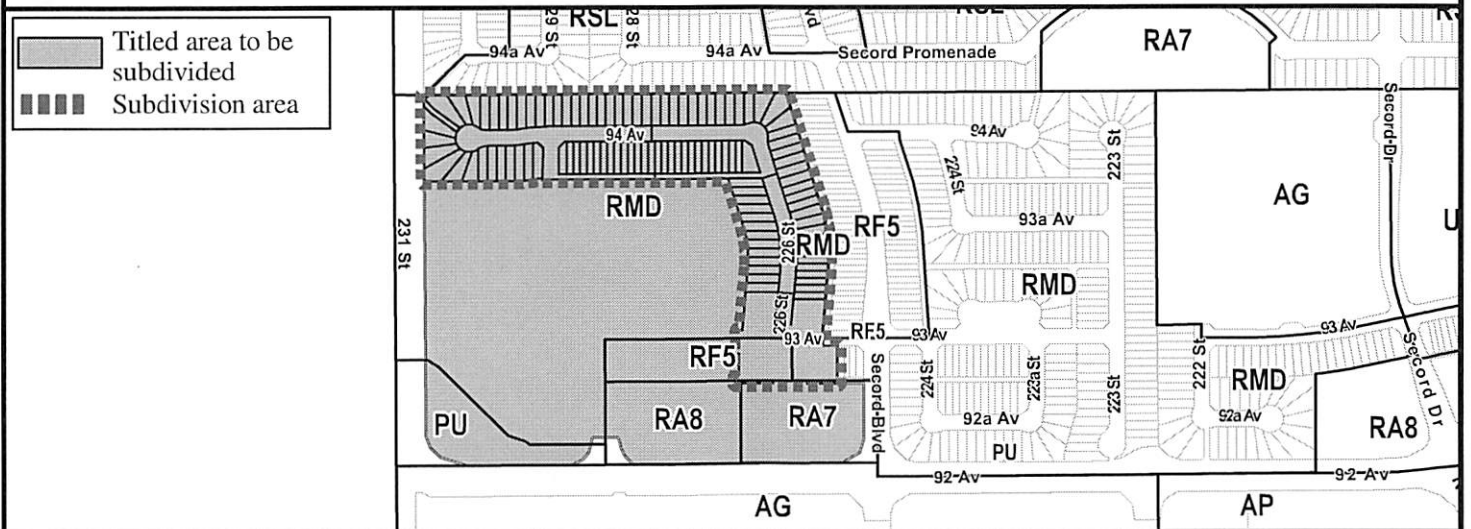 Titled area to be
subdivided
Subdivision area
RSL
29 St
28 St
94a Av
94a Av
Secord Promenade
RA7
94 Av
RMD
231 St
226 St
RMD
226 St
93 Av
RF5
PU
RA8
RA7
RF5
RF5
93 Av
Secord Blvd
94 Av
224 St
223 St
93a Av
RMD
224 St
223a St
223 St
92a Av
PU
92 Av
AG
Secord Dr
AG
U
93 Av
222 St
RMD
92a Av
Secord Dr
RA8
92 Av
AP